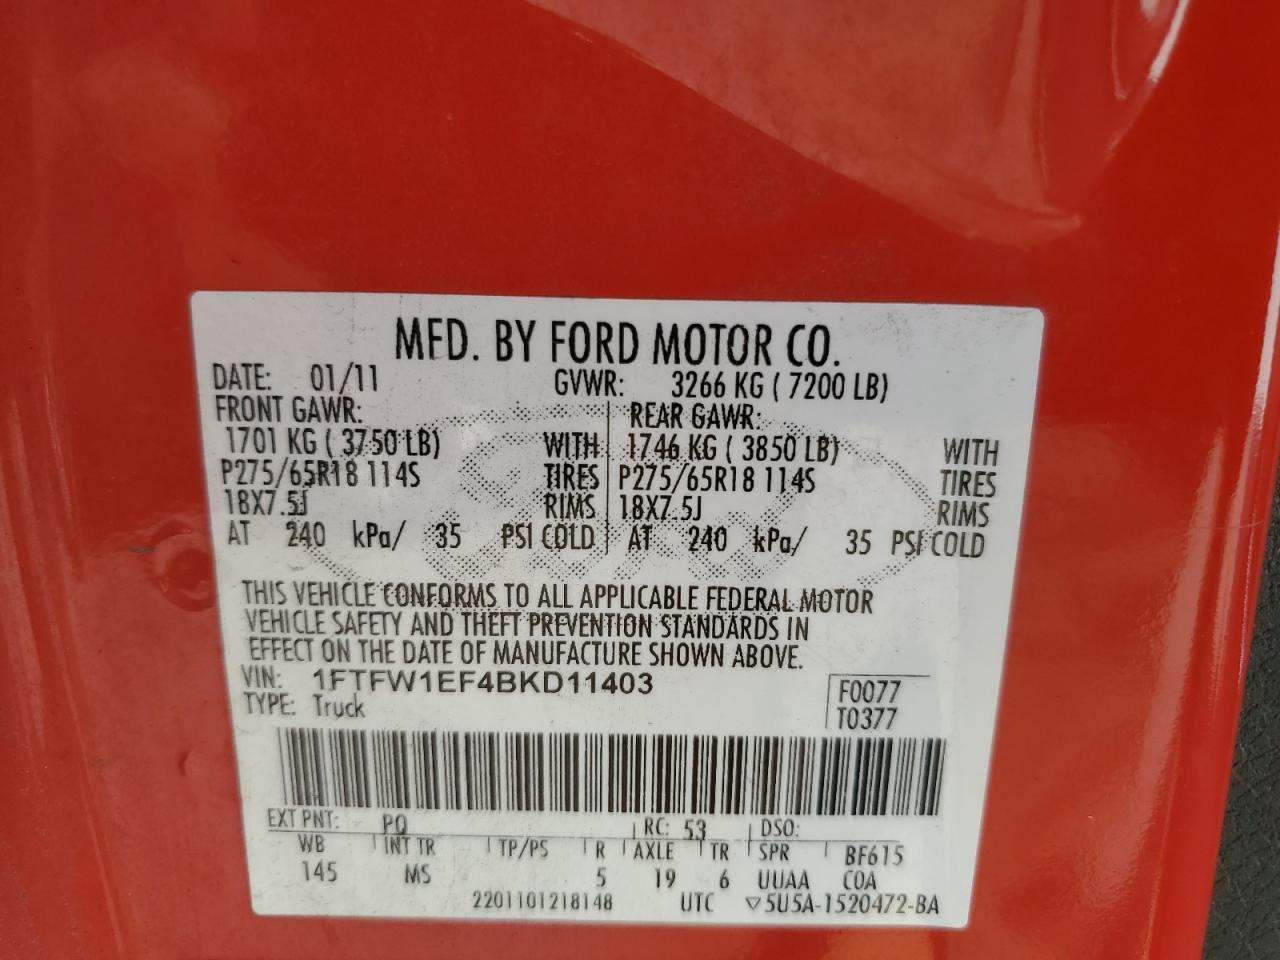 MFD. BY FORD MOTOR CO.
DATE: 01/11 GVWR: 3266 KG ( 7200 LB)
FRONT GAWR: REAR GAWR:
1701 KG ( 3750 LB) WITH 1746 KG ( 3850 LB) WITH
P275/65R18 114S TIRES P275/65R18 114S TIRES
18X7.5J RIMS 18X7.5J RIMS
AT 240 kPa/ 35 PSI COLD AT 240 kPa/ 35 PSI COLD
THIS VEHICLE CONFORMS TO ALL APPLICABLE FEDERAL MOTOR
VEHICLE SAFETY AND THEFT PREVENTION STANDARDS IN
EFFECT ON THE DATE OF MANUFACTURE SHOWN ABOVE.
VIN: 1FTFW1EF4BKD11403 F0077
TYPE: Truck T0377
EXT PNT: PQ RC: 53 DSO:
WB INT TR TP/PS R AXLE TR SPR BF615
145 MS 5 19 6 UUAA COA
2201101218148 UTC ▽5U5A-1520472-BA